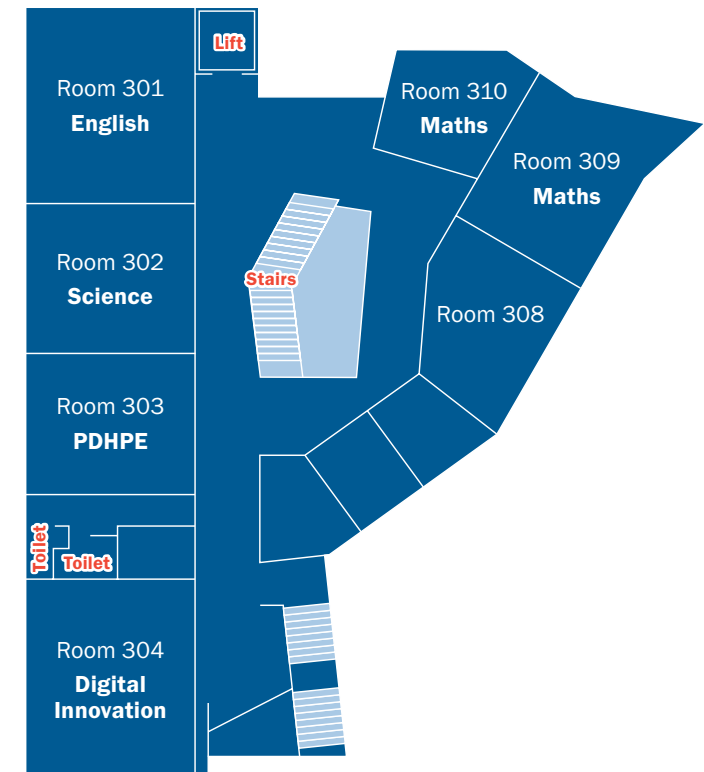 Lift
Room 301
English
Room 310
Maths
Room 309
Maths
Room 302
Science
Stairs
Room 308
Room 303
PDHPE
Toilet
Toilet
Room 304
Digital
Innovation